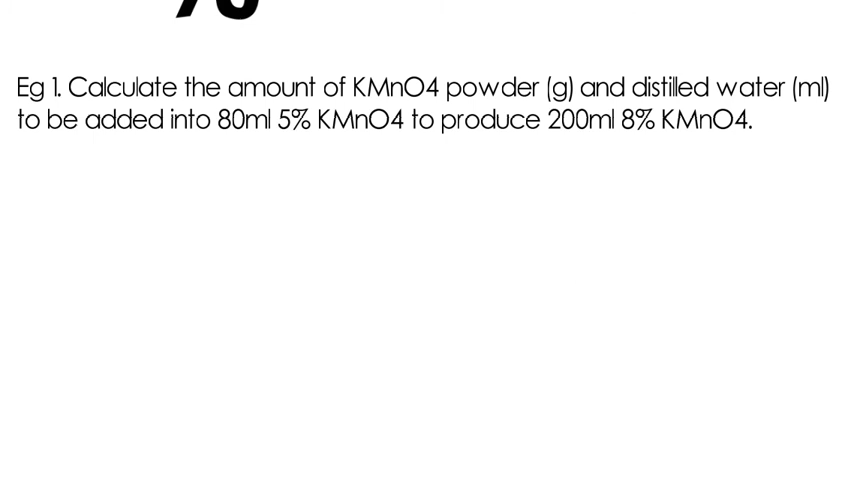 %
Eg 1. Calculate the amount of KMnO4 powder (g) and distilled water (ml)
to be added into 80ml 5% KMnO4 to produce 200ml 8% KMnO4.